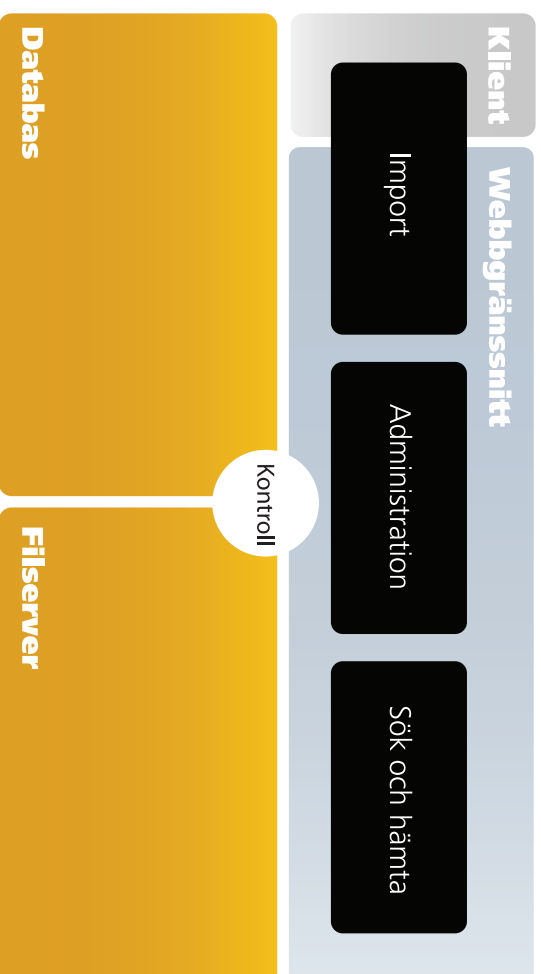 Klient
Webbgränssnitt
Import
Administration
Sök och hämta
Kontroll
Databas
Filserver